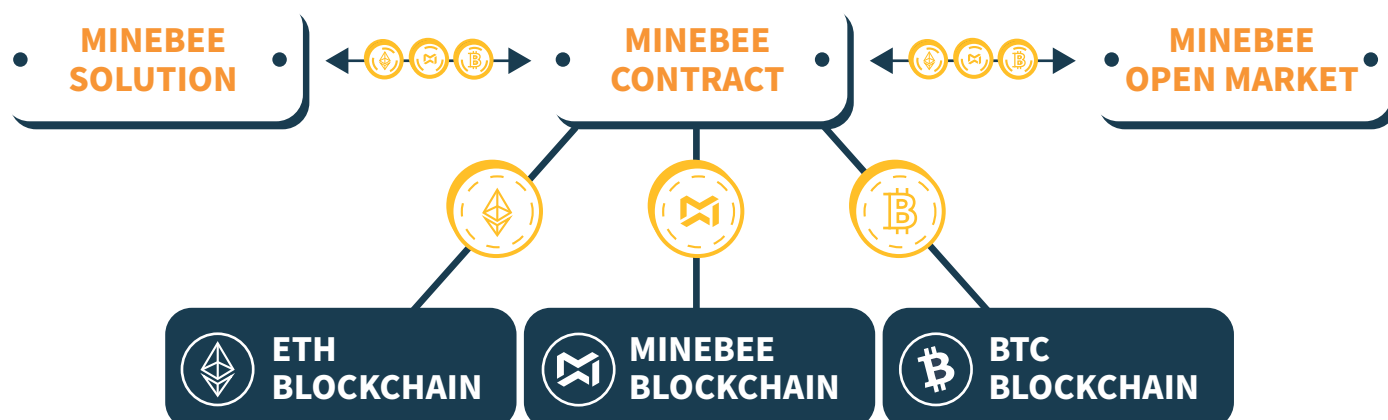 MINEBEE
SOLUTION
MINEBEE
CONTRACT
MINEBEE
OPEN MARKET
ETH
BLOCKCHAIN
MINEBEE
BLOCKCHAIN
BTC
BLOCKCHAIN